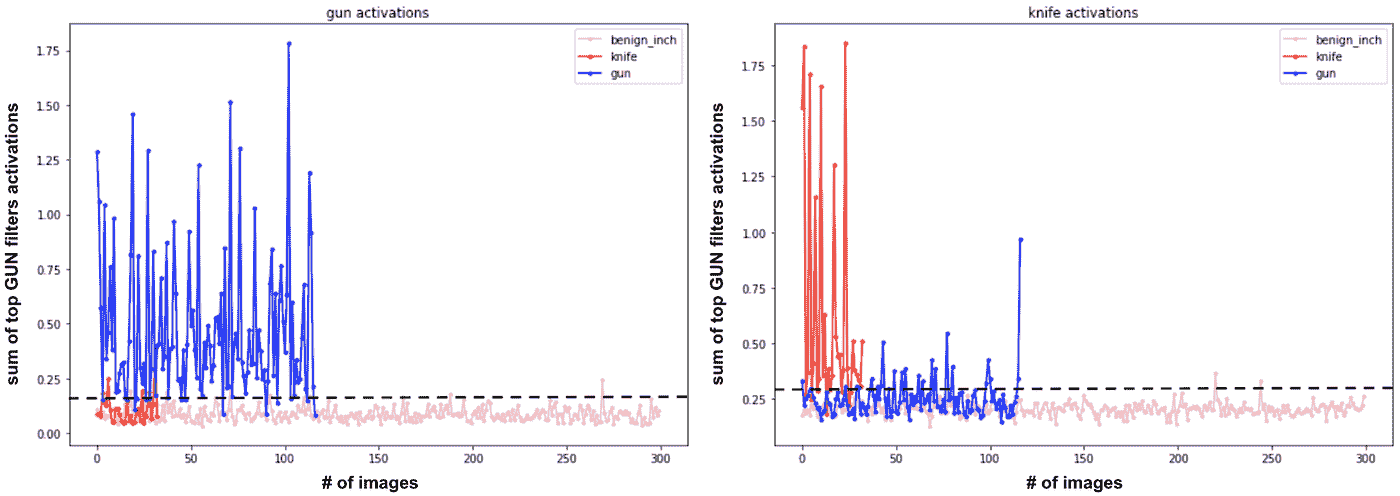 gun activations
benign_inch
knife
gun
1.75
1.50
1.25
1.00
0.75
0.50
0.25
0.00
sum of top GUN filters activations
0 50 100 150 200 250 300
# of images
knife activations
benign_inch
knife
gun
1.75
1.50
1.25
1.00
0.75
0.50
0.25
sum of top GUN filters activations
0 50 100 150 200 250 300
# of images